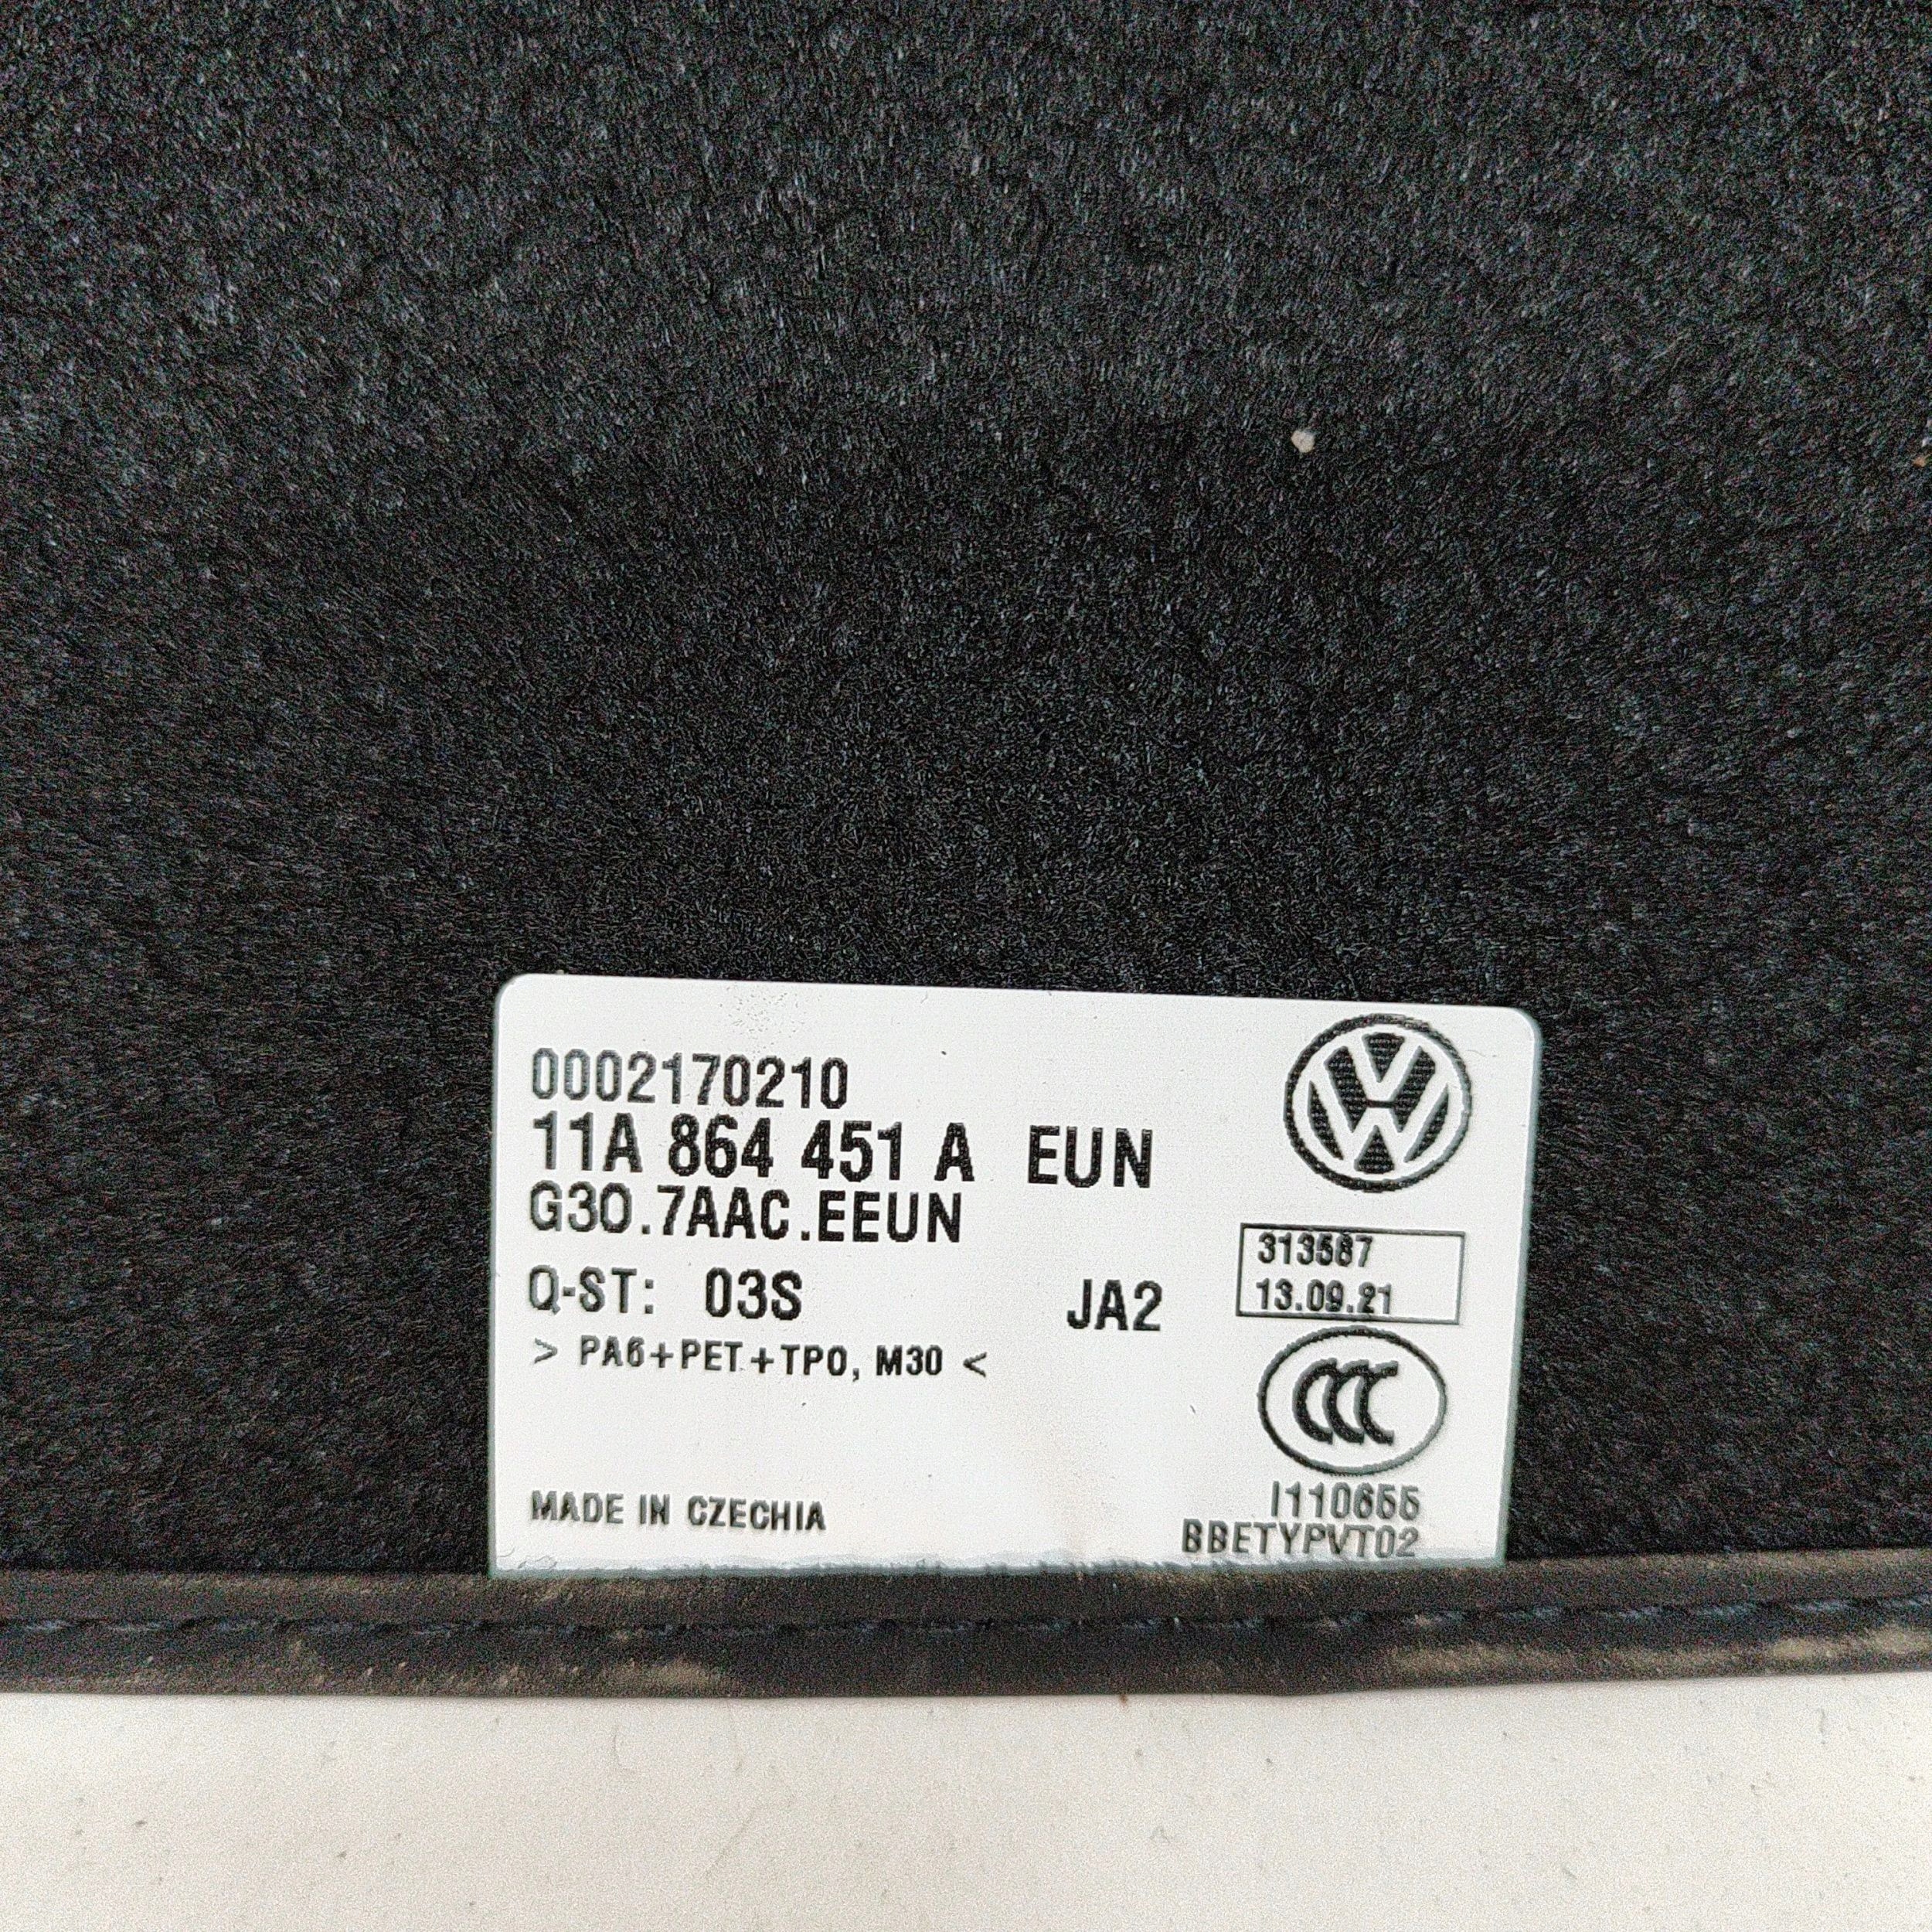 0002170210
11A 864 451 A EUN
G30.7AAC.EEUN
Q-ST: 03S JA2
313587
13.09.21
> PA6+PET+TPO, M30 <
MADE IN CZECHIA
I110655
BBETYPVT02